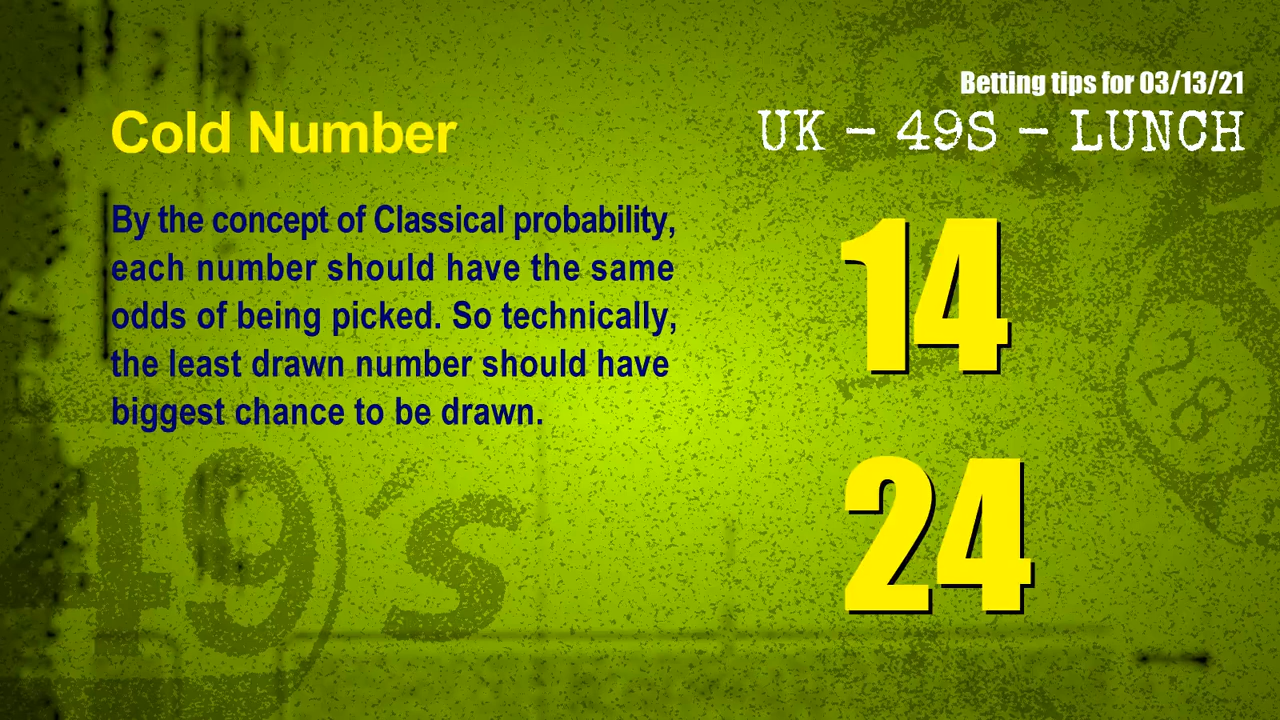 Betting tips for 03/13/21
UK - 49S - LUNCH
Cold Number
By the concept of Classical probability,
each number should have the same
odds of being picked. So technically,
the least drawn number should have
biggest chance to be drawn.
14
24
28
49's